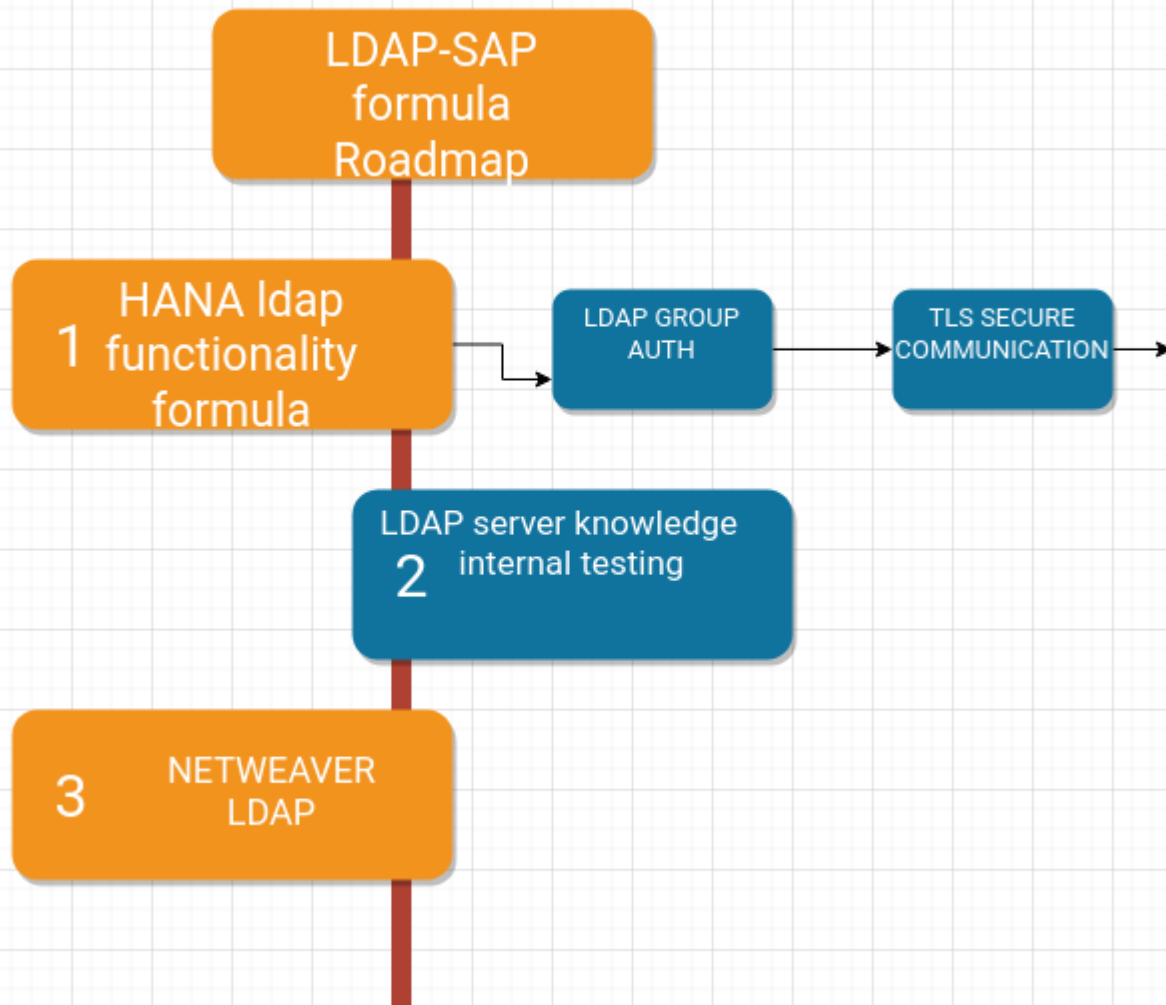 LDAP-SAP
formula
Roadmap
1
HANA ldap
functionality
formula
LDAP GROUP
AUTH
TLS SECURE
COMMUNICATION
LDAP server knowledge
2
internal testing
3
NETWEAVER
LDAP